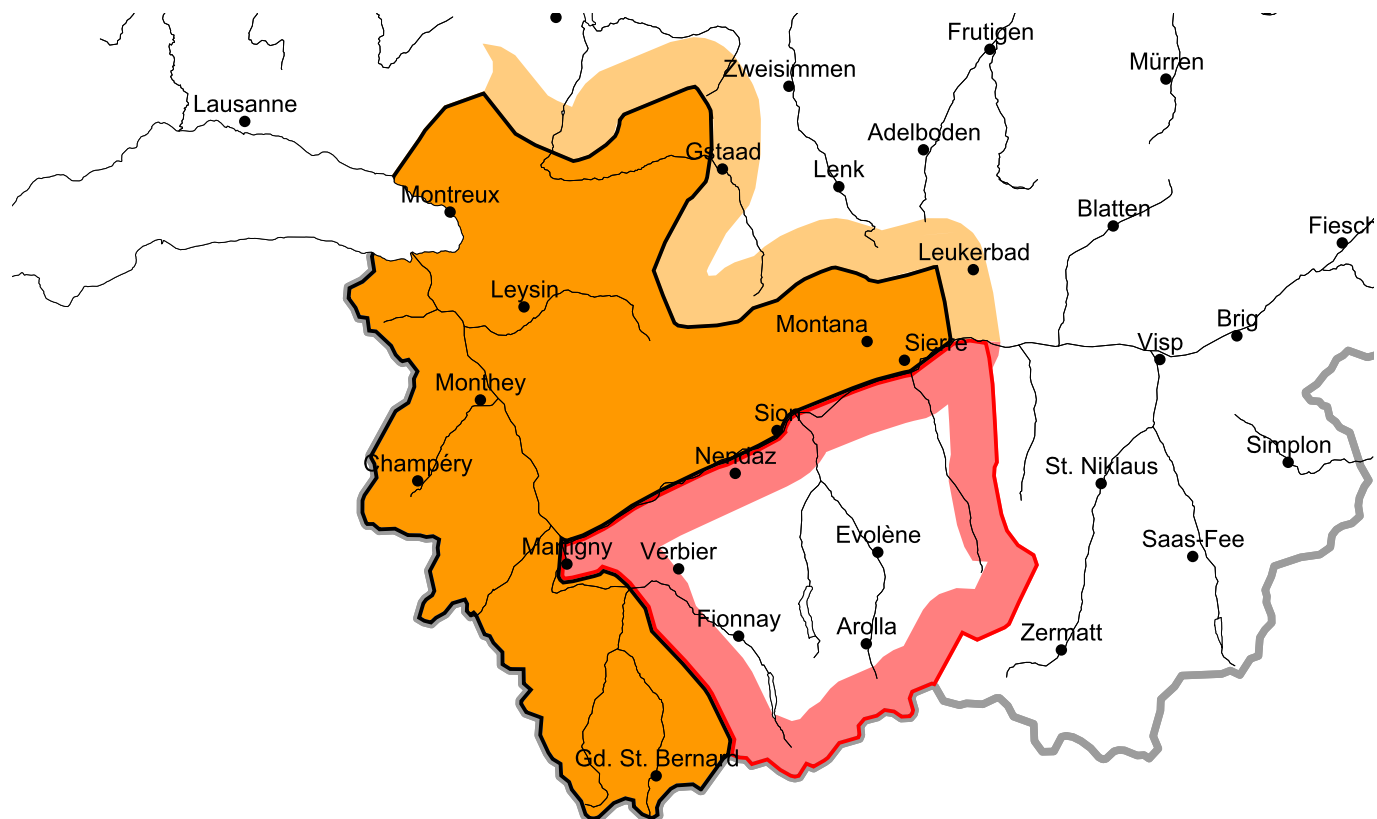 Frutigen
Zweisimmen
Mürren
Lausanne
Adelboden
Gstaad
Lenk
Montreux
Blatten
Fiesch
Leukerbad
Leysin
Montana
Brig
Sierre
Visp
Monthey
Sion
Simplon
Nendaz
Champéry
St. Niklaus
Evolène
Saas-Fee
Martigny
Verbier
Fionnay
Arolla
Zermatt
Gd. St. Bernard